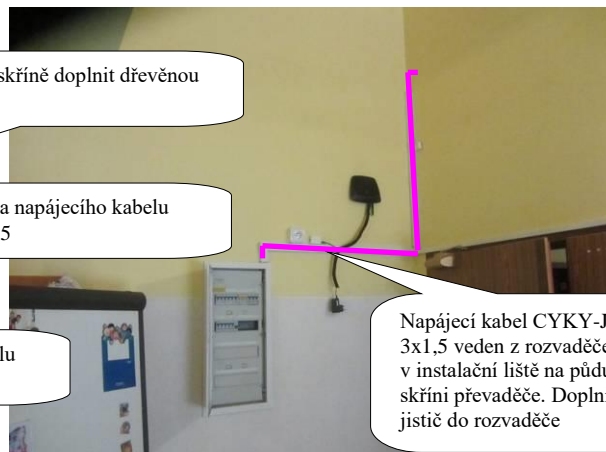 skříně doplnit dřevěnou
a napájecího kabelu
5
lu
Napájecí kabel CYKY-J
3x1,5 veden z rozvaděče
v instalační liště na půdu
skříni převaděče. Doplni
jistič do rozvaděče